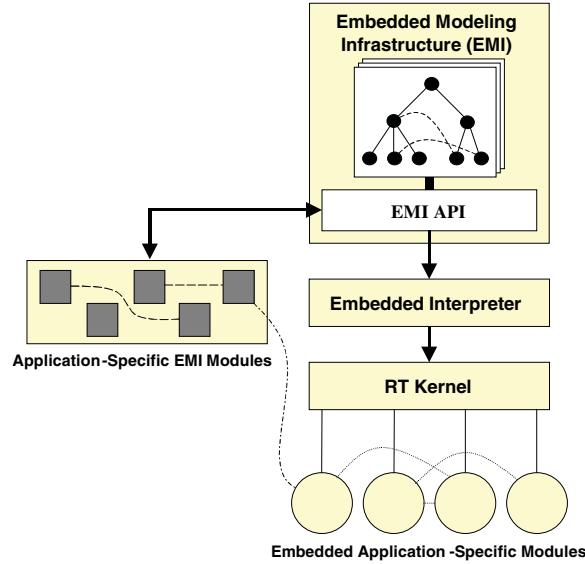 Embedded Modeling
Infrastructure (EMI)
EMI API
Embedded Interpreter
Application-Specific EMI Modules
RT Kernel
Embedded Application -Specific Modules